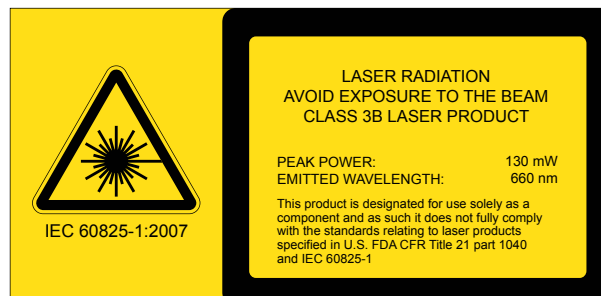 IEC 60825-1:2007
LASER RADIATION
AVOID EXPOSURE TO THE BEAM
CLASS 3B LASER PRODUCT
PEAK POWER: 130 mW
EMITTED WAVELENGTH: 660 nm
This product is designated for use solely as a
component and as such it does not fully comply
with the standards relating to laser products
specified in U.S. FDA CFR Title 21 part 1040
and IEC 60825-1